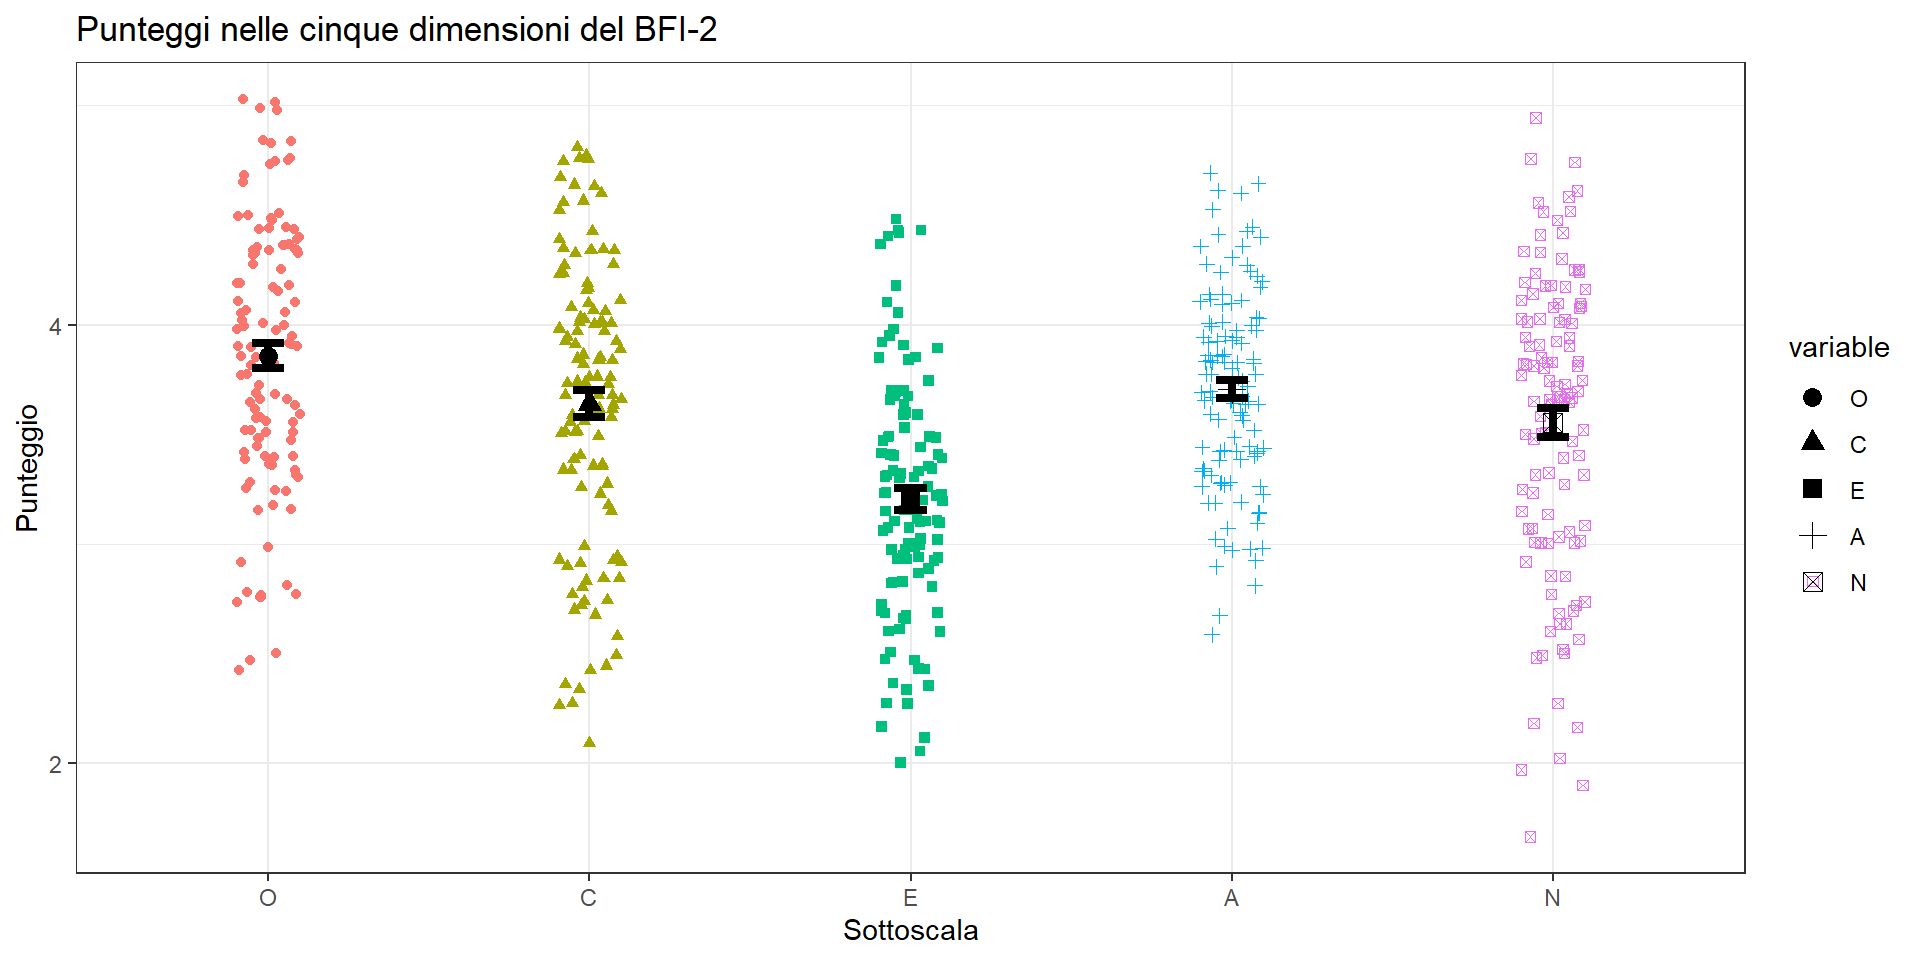 Punteggi nelle cinque dimensioni del BFI-2
Punteggio
4
2
O
C
E
A
N
Sottoscala
variable
O
C
E
A
N